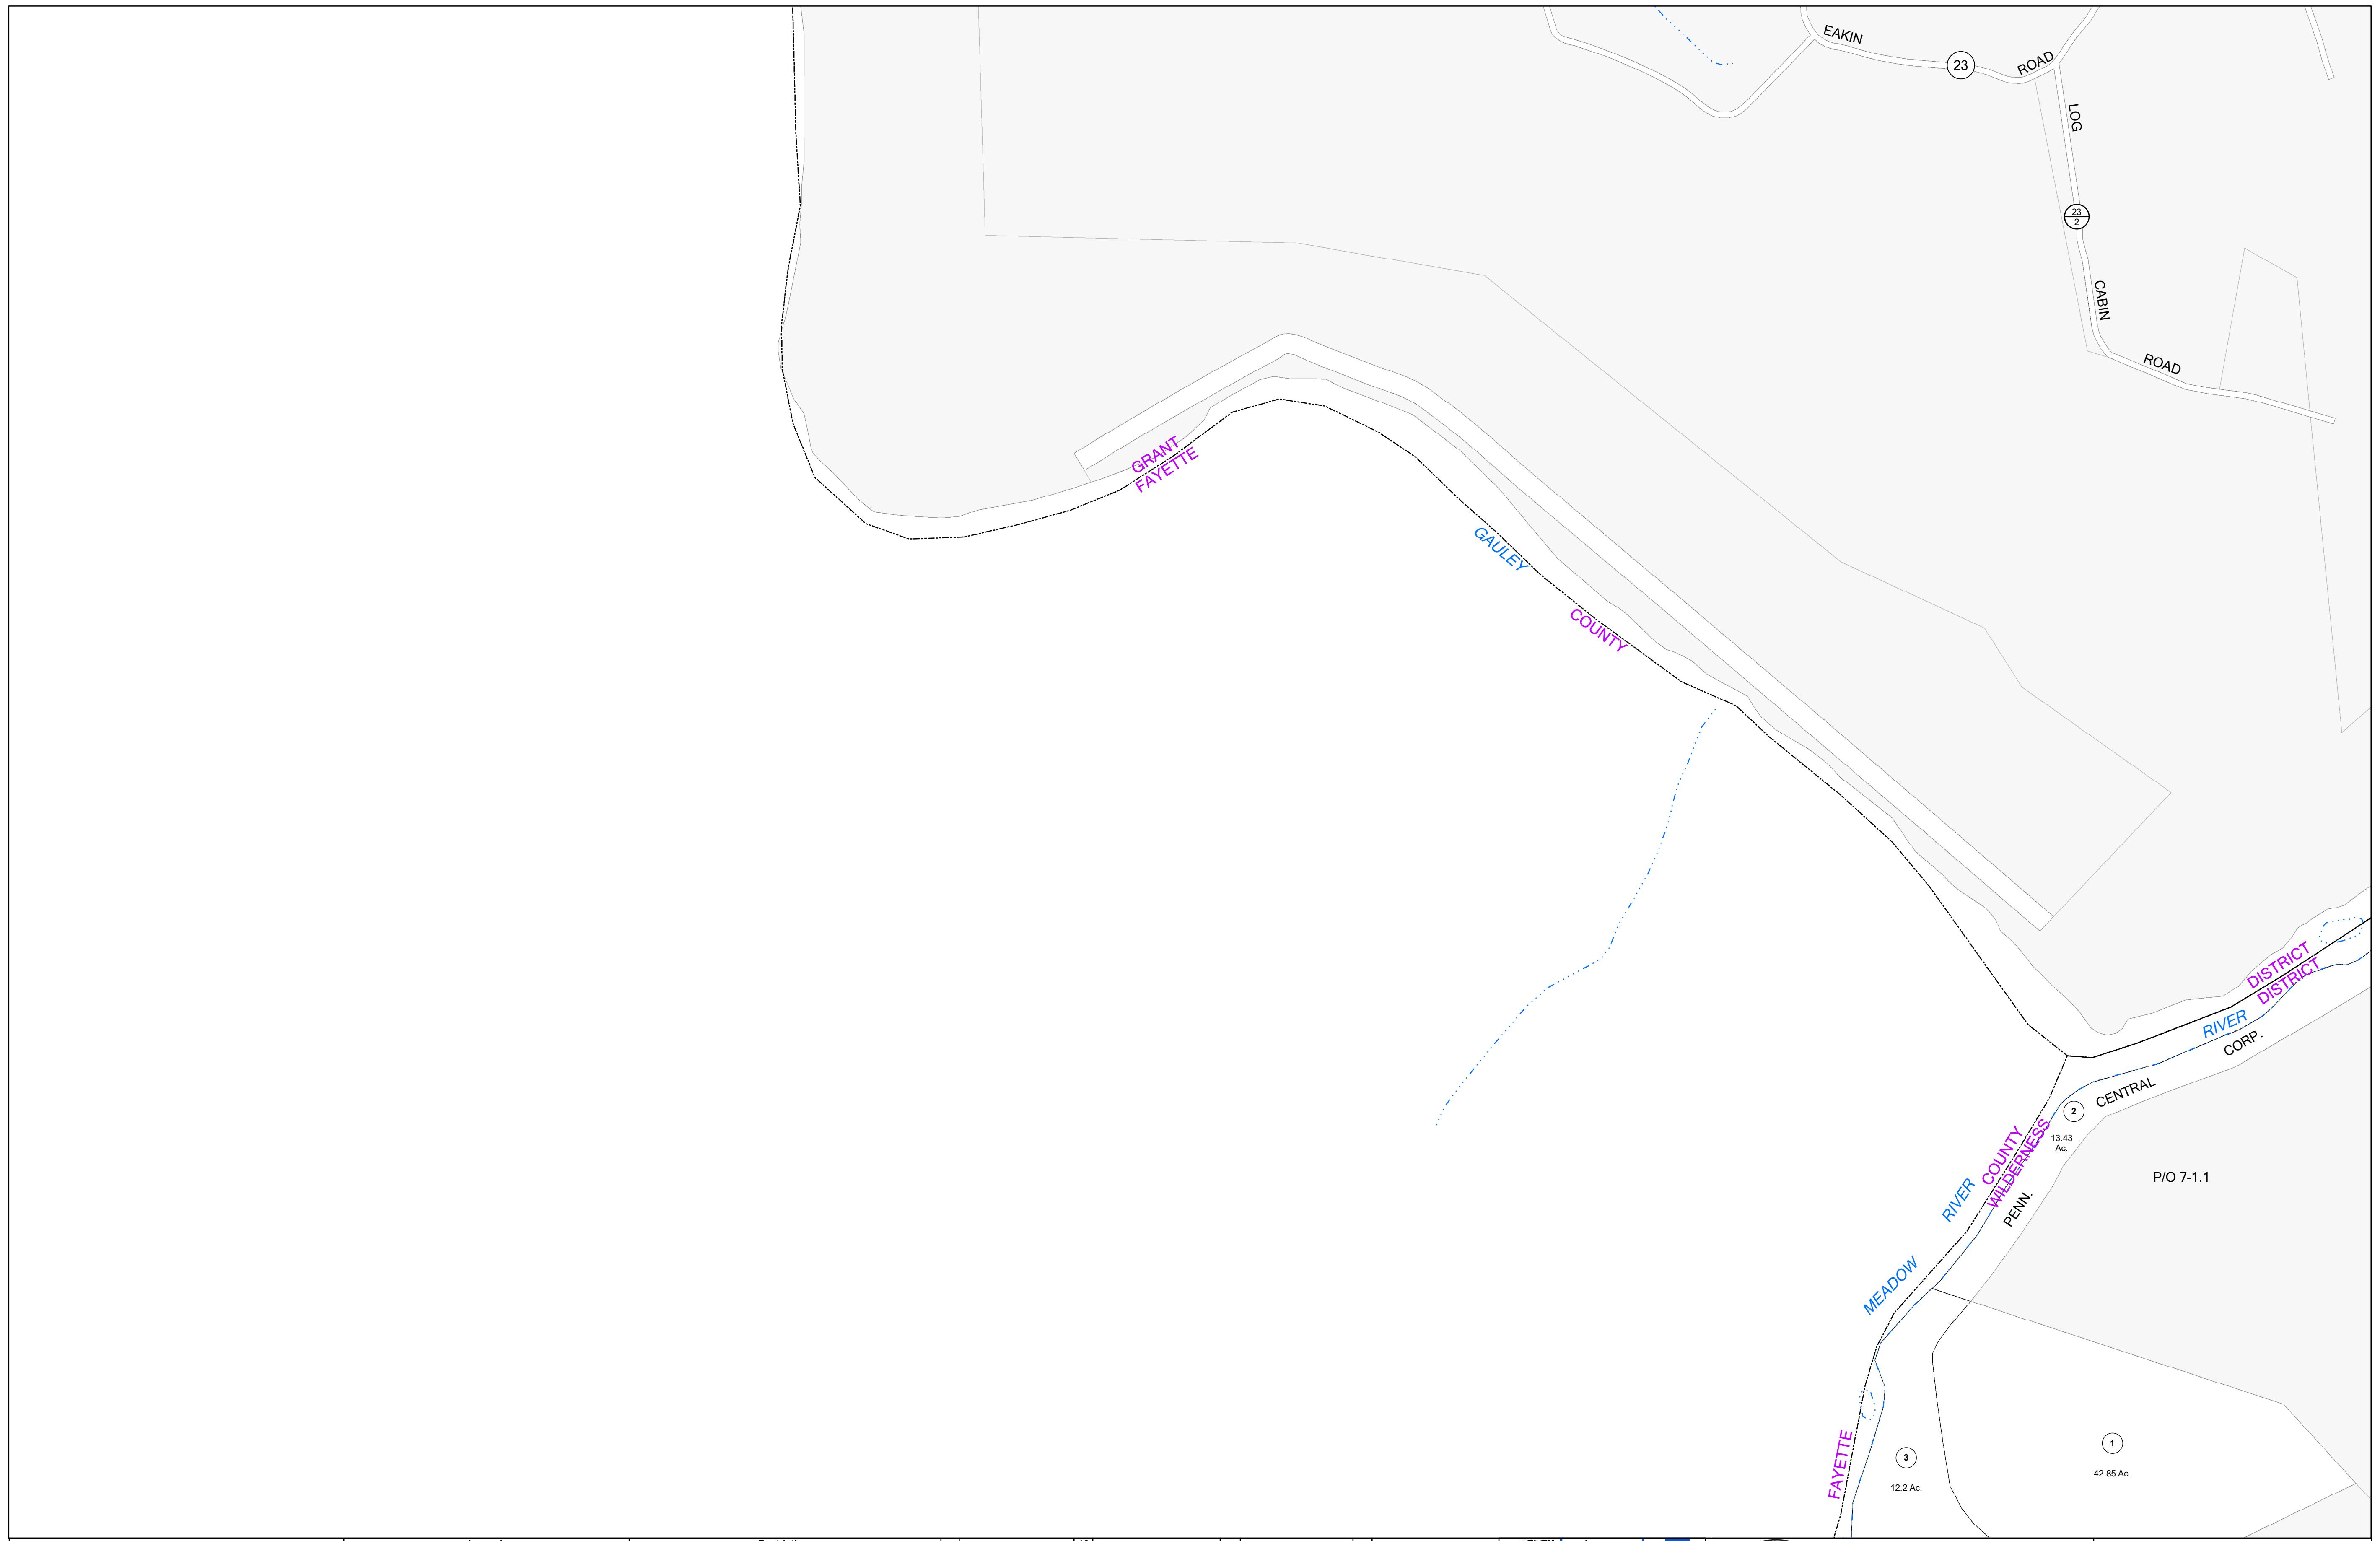 EAKIN
23
ROAD
LOG
23
2
CABIN
ROAD
GRANT
FAYETTE
GAULEY
COUNTY
DISTRICT
DISTRICT
RIVER
CORP.
CENTRAL
2
13.43
Ac.
COUNTY
WILDERNESS
P/O 7-1.1
RIVER
PENN.
MEADOW
FAYETTE
3
12.2 Ac.
1
42.85 Ac.